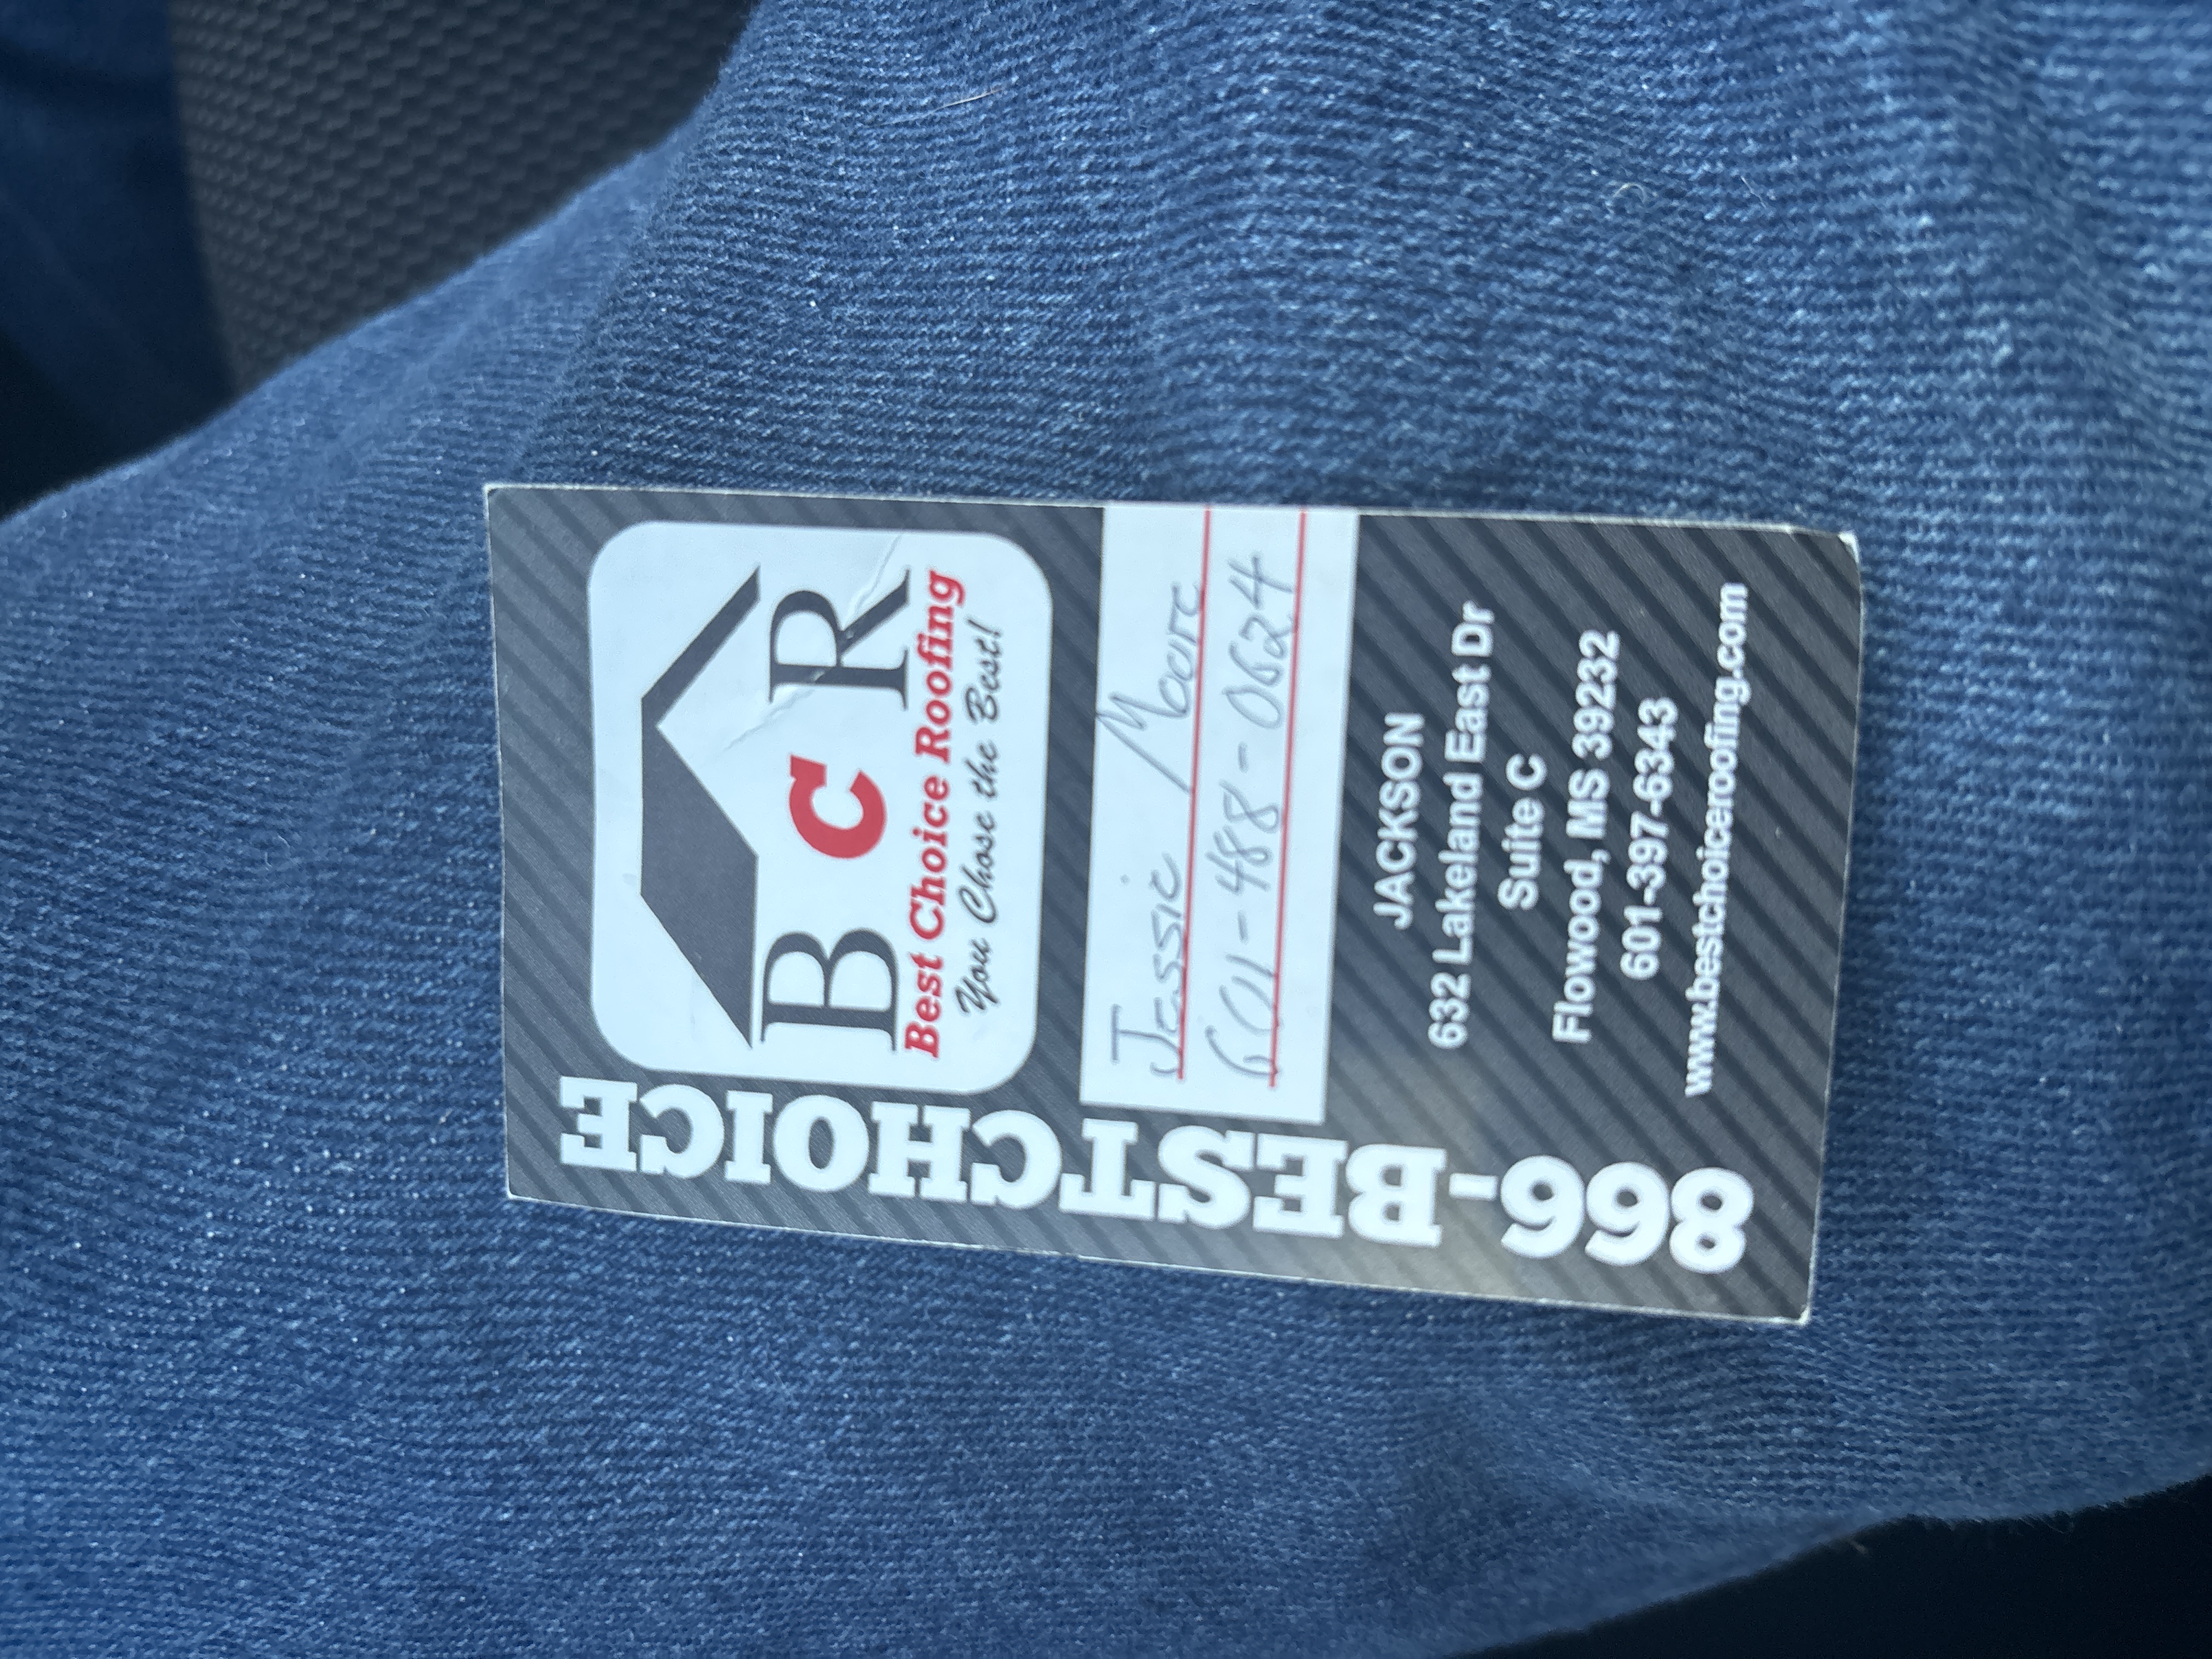 866-BESTCHOICE
B C R
Best Choice Roofing
You Chose the Best!
Jessie Moore
601-488-0624
JACKSON
632 Lakeland East Dr
Suite C
Flowood, MS 39232
601-397-6343
www.bestchoiceroofing.com